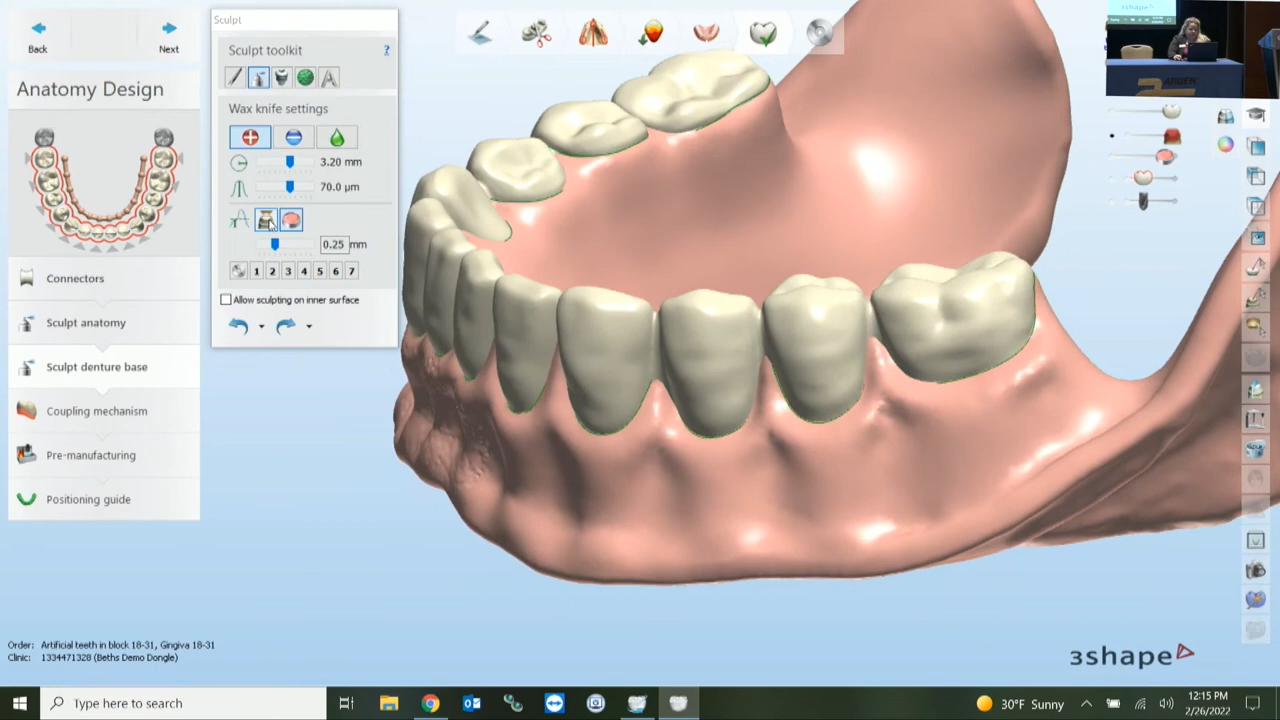 Back
Next
Anatomy Design
Connectors
Sculpt anatomy
Sculpt denture base
Coupling mechanism
Pre-manufacturing
Positioning guide
Sculpt
Sculpt toolkit
?
Wax knife settings
3.20 mm
70.0 µm
0.25 mm
1 2 3 4 5 6 7
Allow sculpting on inner surface
3shape
ARGEN
Order: Artificial teeth in block 18-31, Gingiva 18-31
Clinic: 1334471328 (Beths Demo Dongle)
3shape
Type here to search
30°F Sunny
12:15 PM
2/26/2022